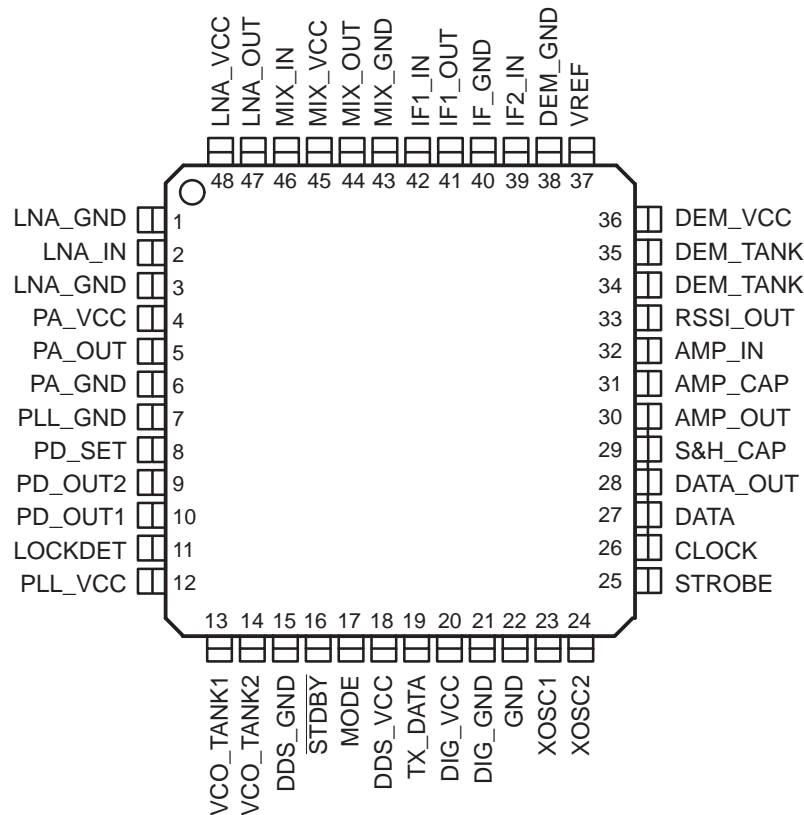 LNA_VCC
LNA_OUT
MIX_IN
MIX_VCC
MIX_OUT
MIX_GND
IF1_IN
IF1_OUT
IF_GND
IF2_IN
DEM_GND
VREF
48 47 46 45 44 43 42 41 40 39 38 37
LNA_GND 1
LNA_IN 2
LNA_GND 3
PA_VCC 4
PA_OUT 5
PA_GND 6
PLL_GND 7
PD_SET 8
PD_OUT2 9
PD_OUT1 10
LOCKDET 11
PLL_VCC 12
36 DEM_VCC
35 DEM_TANK
34 DEM_TANK
33 RSSI_OUT
32 AMP_IN
31 AMP_CAP
30 AMP_OUT
29 S&H_CAP
28 DATA_OUT
27 DATA
26 CLOCK
25 STROBE
13 14 15 16 17 18 19 20 21 22 23 24
VCO_TANK1
VCO_TANK2
DDS_GND
STDBY
MODE
DDS_VCC
TX_DATA
DIG_VCC
DIG_GND
GND
XOSC1
XOSC2